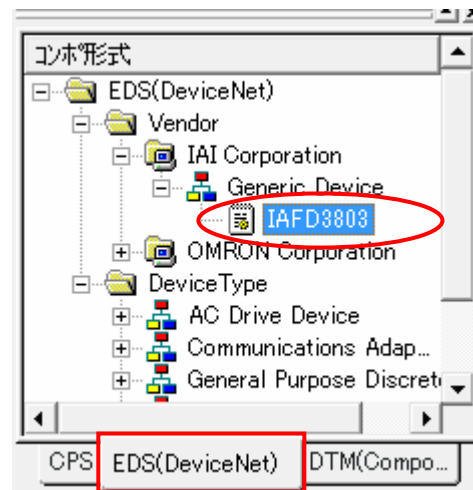 コンポ形式
EDS(DeviceNet)
Vendor
IAI Corporation
Generic Device
IAFD3803
OMRON Corporation
DeviceType
AC Drive Device
Communications Adap...
General Purpose Discrete
CPS EDS(DeviceNet) DTM(Compo...